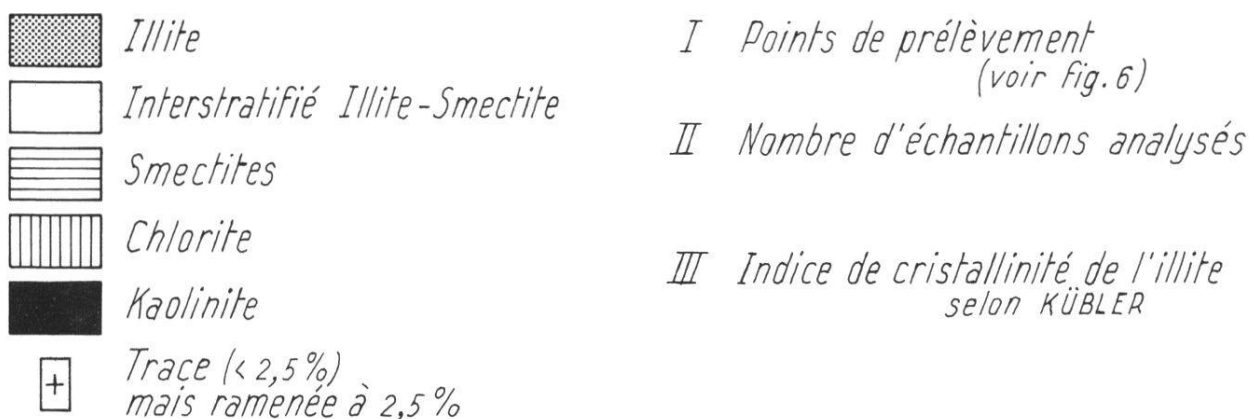 Illite
Interstratifié Illite-Smectite
Smectites
Chlorite
Kaolinite
+ Trace (< 2,5%)
mais ramenée à 2,5%
I Points de prélèvement
(voir fig. 6)
II Nombre d'échantillons analysés
III Indice de cristallinité de l'illite
selon KÜBLER